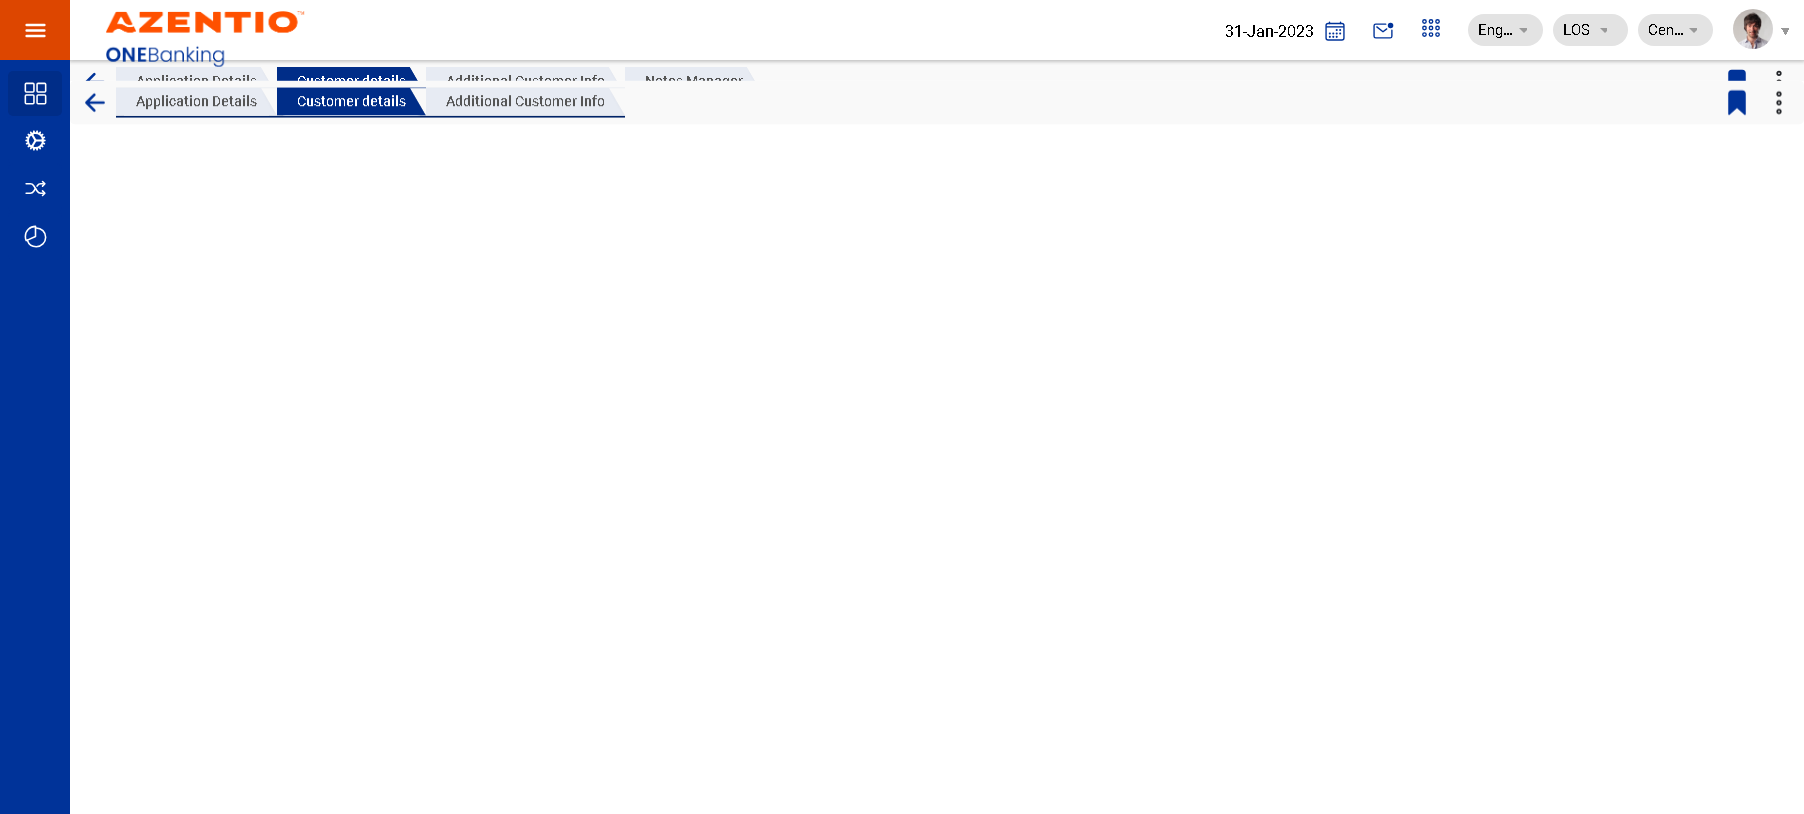 AZENTIO™
ONEBanking
31-Jan-2023
Eng...
LOS
Cen...
Application Details
Customer details
Additional Customer Info
Notes Manager
Application Details
Customer details
Additional Customer Info